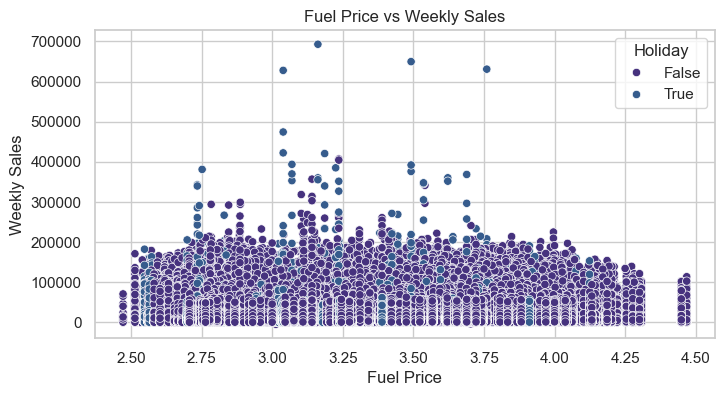 Fuel Price vs Weekly Sales
Weekly Sales
700000
600000
500000
400000
300000
200000
100000
0
Holiday
False
True
2.50 2.75 3.00 3.25 3.50 3.75 4.00 4.25 4.50
Fuel Price